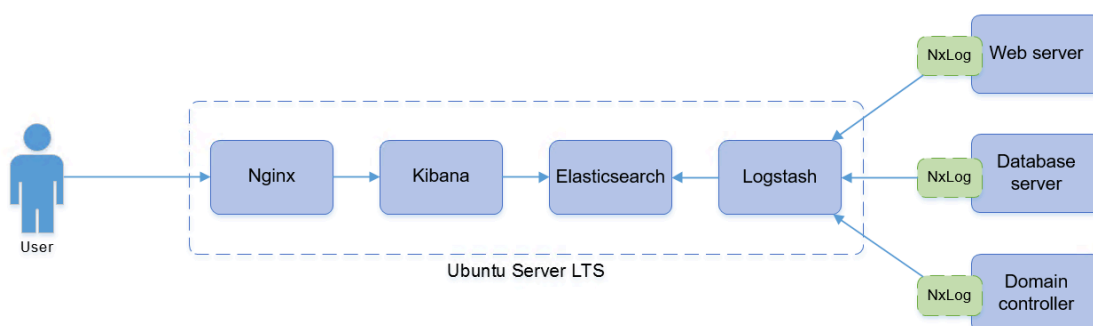 NxLog
Web server
Nginx
Kibana
Elasticsearch
Logstash
NxLog
Database
server
User
Ubuntu Server LTS
NxLog
Domain
controller